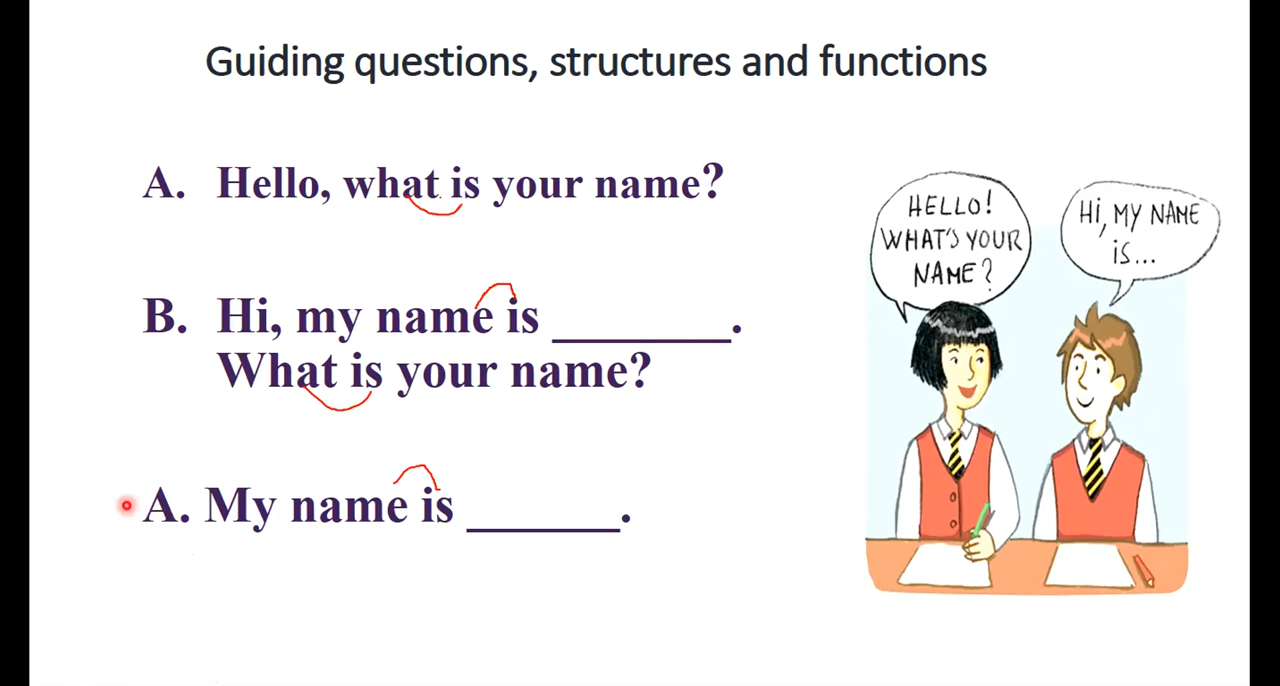 Guiding questions, structures and functions
A. Hello, what is your name?
B. Hi, my name is ________.
What is your name?
A. My name is _______.
HELLO!
WHAT'S YOUR
NAME?
Hi, MY NAME
iS...